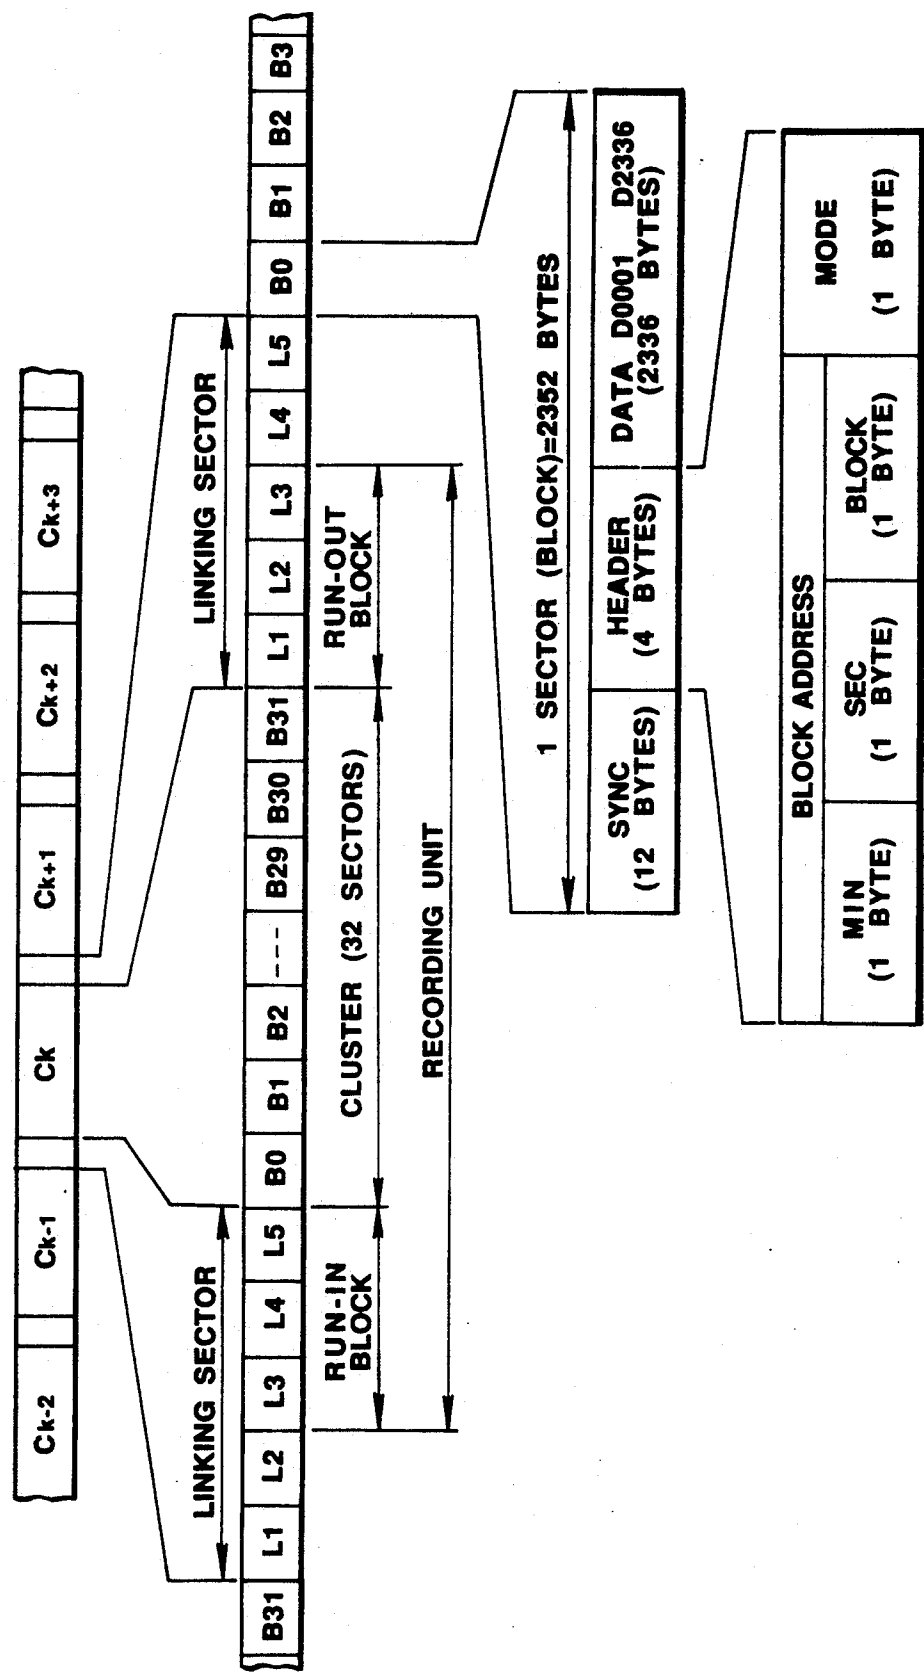 Ck-2 Ck-1 Ck Ck+1 Ck+2 Ck+3
LINKING SECTOR LINKING SECTOR
B31 L1 L2 L3 L4 L5 B0 B1 B2 --- B29 B30 B31 L1 L2 L3 L4 L5 B0 B1 B2 B3
RUN-IN
BLOCK
CLUSTER (32 SECTORS)
RUN-OUT
BLOCK
RECORDING UNIT
1 SECTOR (BLOCK)=2352 BYTES
SYNC
(12 BYTES)
HEADER
(4 BYTES)
DATA D0001 D2336
(2336 BYTES)
BLOCK ADDRESS
MIN
(1 BYTE)
SEC
(1 BYTE)
BLOCK
(1 BYTE)
MODE
(1 BYTE)